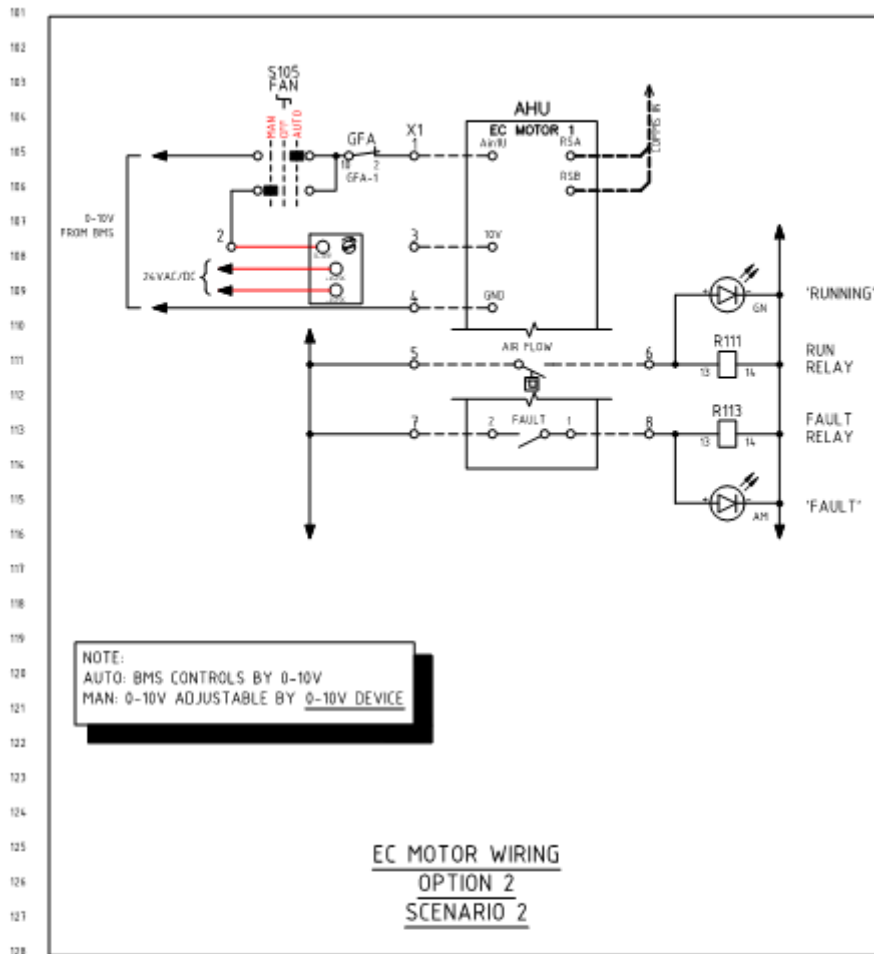 101
102
103
104
105
106
107
108
109
110
111
112
113
114
115
116
117
118
119
120
121
122
123
124
125
126
127
128
S105
FAN
MAN
OFF
AUTO
GFA
2
GFA-1
X1
1
AHU
EC MOTOR 1
RSA
RSB
COMMS IN
0-10V
FROM BMS
2
3
10V
24VAC/DC
4
GND
GN
'RUNNING'
5
AIR FLOW
6
R111
13
14
RUN
RELAY
7
2
FAULT
1
8
R113
13
14
FAULT
RELAY
AM
'FAULT'
NOTE:
AUTO: BMS CONTROLS BY 0-10V
MAN: 0-10V ADJUSTABLE BY 0-10V DEVICE
EC MOTOR WIRING
OPTION 2
SCENARIO 2